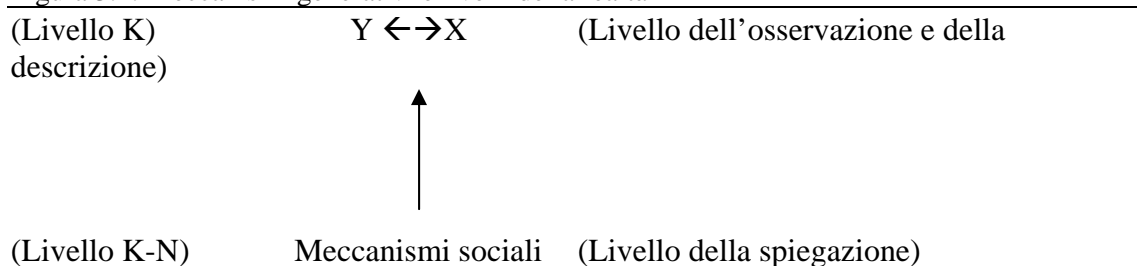 (Livello K) Y ←→X (Livello dell’osservazione e della
descrizione)
(Livello K-N) Meccanismi sociali (Livello della spiegazione)